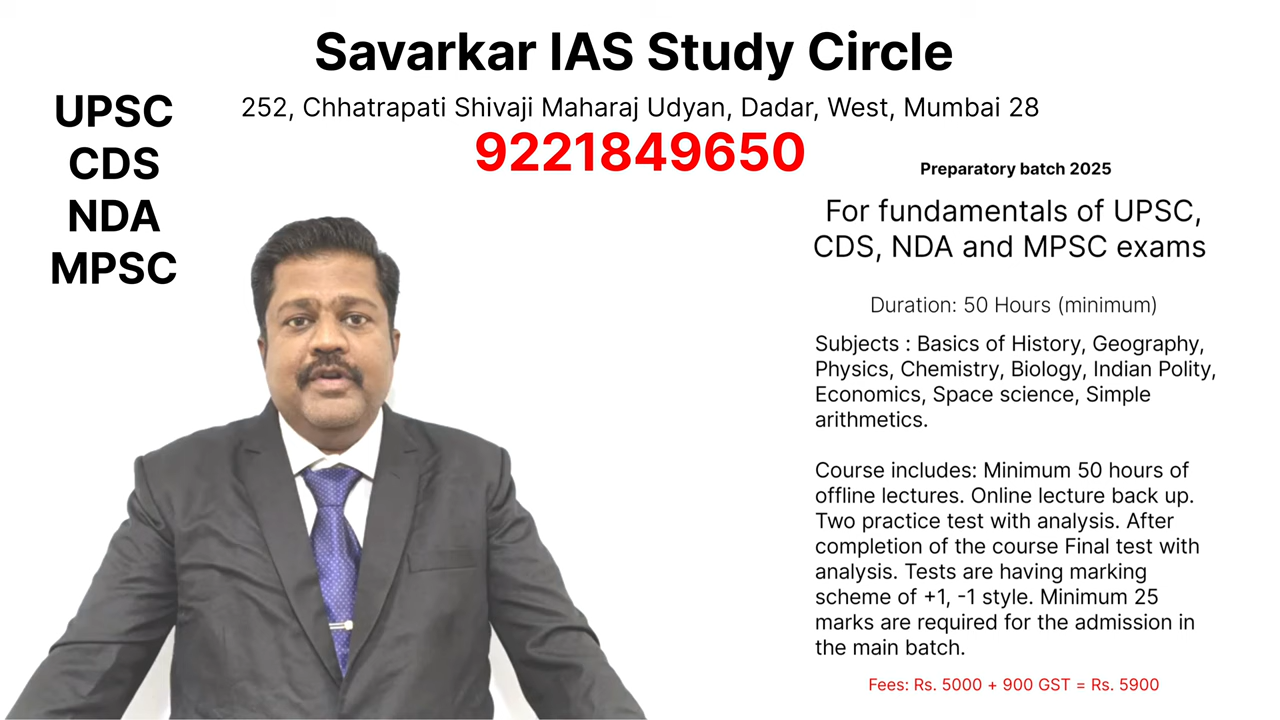 Savarkar IAS Study Circle
252, Chhatrapati Shivaji Maharaj Udyan, Dadar, West, Mumbai 28
9221849650
UPSC
CDS
NDA
MPSC
Preparatory batch 2025
For fundamentals of UPSC,
CDS, NDA and MPSC exams
Duration: 50 Hours (minimum)
Subjects : Basics of History, Geography,
Physics, Chemistry, Biology, Indian Polity,
Economics, Space science, Simple
arithmetics.
Course includes: Minimum 50 hours of
offline lectures. Online lecture back up.
Two practice test with analysis. After
completion of the course Final test with
analysis. Tests are having marking
scheme of +1, -1 style. Minimum 25
marks are required for the admission in
the main batch.
Fees: Rs. 5000 + 900 GST = Rs. 5900